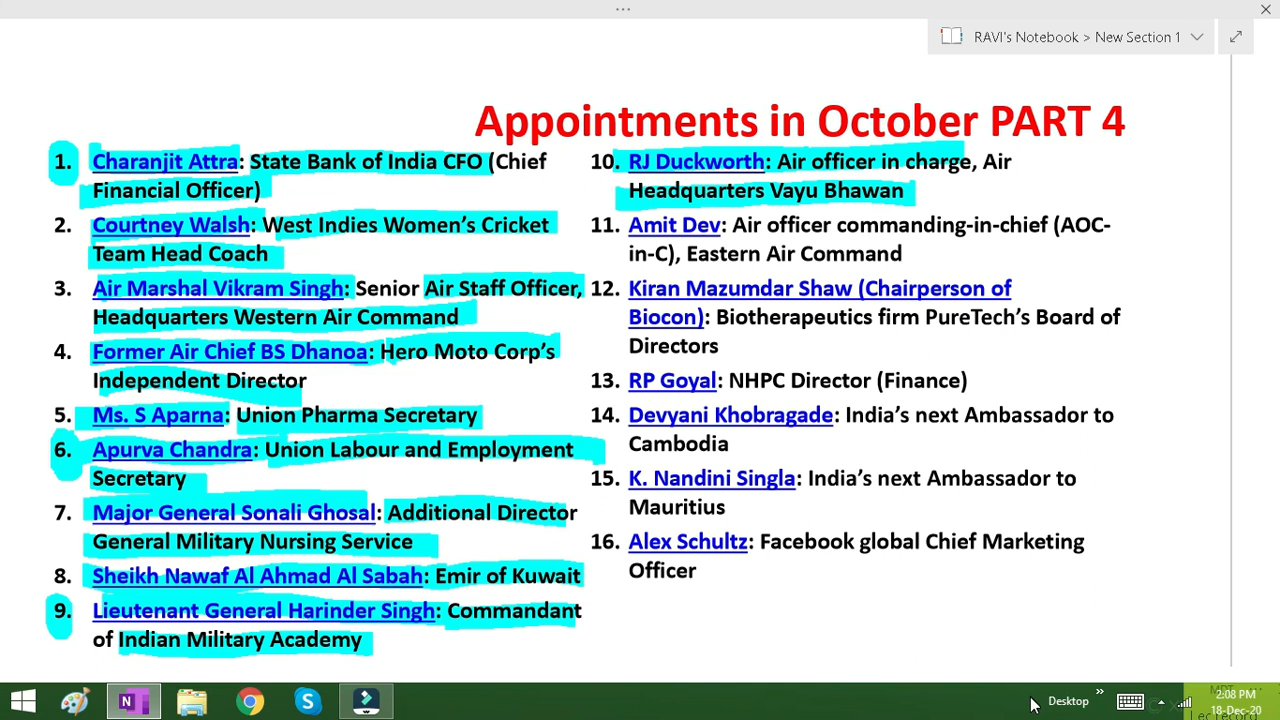 RAVI's Notebook > New Section 1
Appointments in October PART 4
1. Charanjit Attra: State Bank of India CFO (Chief
Financial Officer)
2. Courtney Walsh: West Indies Women's Cricket
Team Head Coach
3. Air Marshal Vikram Singh: Senior Air Staff Officer,
Headquarters Western Air Command
4. Former Air Chief BS Dhanoa: Hero Moto Corp's
Independent Director
5. Ms. S Aparna: Union Pharma Secretary
6. Apurva Chandra: Union Labour and Employment
Secretary
7. Major General Sonali Ghosal: Additional Director
General Military Nursing Service
8. Sheikh Nawaf Al Ahmad Al Sabah: Emir of Kuwait
9. Lieutenant General Harinder Singh: Commandant
of Indian Military Academy
10. RJ Duckworth: Air officer in charge, Air
Headquarters Vayu Bhawan
11. Amit Dev: Air officer commanding-in-chief (AOC-
in-C), Eastern Air Command
12. Kiran Mazumdar Shaw (Chairperson of
Biocon): Biotherapeutics firm PureTech's Board of
Directors
13. RP Goyal: NHPC Director (Finance)
14. Devyani Khobragade: India's next Ambassador to
Cambodia
15. K. Nandini Singla: India's next Ambassador to
Mauritius
16. Alex Schultz: Facebook global Chief Marketing
Officer
Desktop
2:08 PM
18-Dec-20